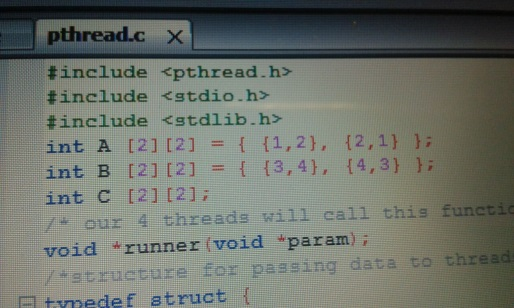 pthread.c X
#include <pthread.h>
#include <stdio.h>
#include <stdlib.h>
int A [2][2] = { {1,2}, {2,1} };
int B [2][2] = { {3,4}, {4,3} };
int C [2][2];
/* our 4 threads will call this functio
void *runner(void *param);
/*structure for passing data to thread
typedef struct {